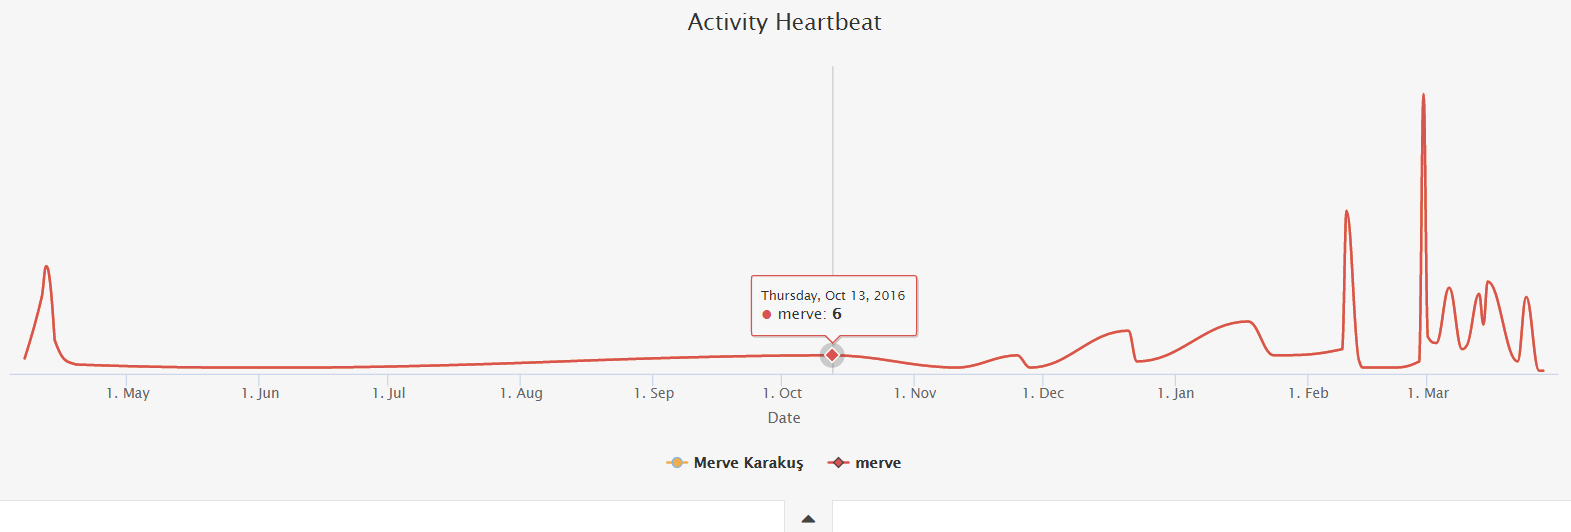 Activity Heartbeat
Thursday, Oct 13, 2016
merve: 6
1. May 1. Jun 1. Jul 1. Aug 1. Sep 1. Oct 1. Nov 1. Dec 1. Jan 1. Feb 1. Mar
Date
Merve Karakuş merve